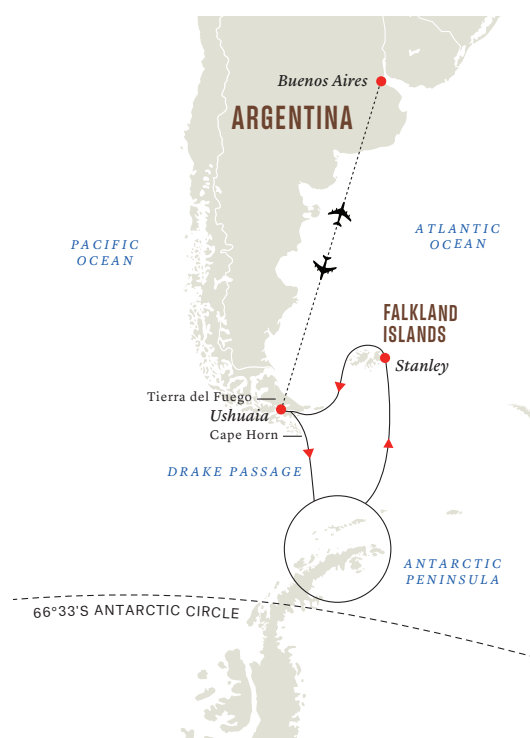 Buenos Aires
ARGENTINA
PACIFIC
OCEAN
ATLANTIC
OCEAN
FALKLAND
ISLANDS
Stanley
Tierra del Fuego
Ushuaia
Cape Horn
DRAKE PASSAGE
ANTARCTIC
PENINSULA
66°33'S ANTARCTIC CIRCLE